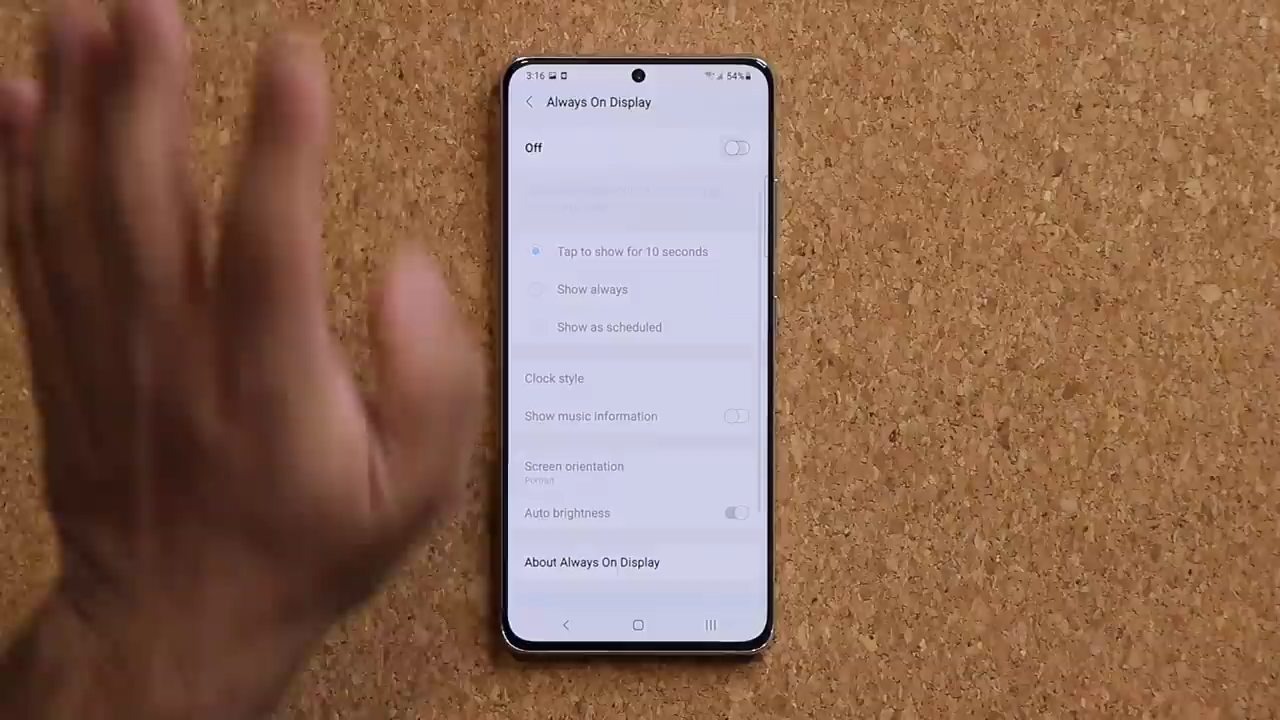 3:16 54%
Always On Display
Off
Tap to show for 10 seconds
Show always
Show as scheduled
Clock style
Show music information
Screen orientation
Portrait
Auto brightness
About Always On Display